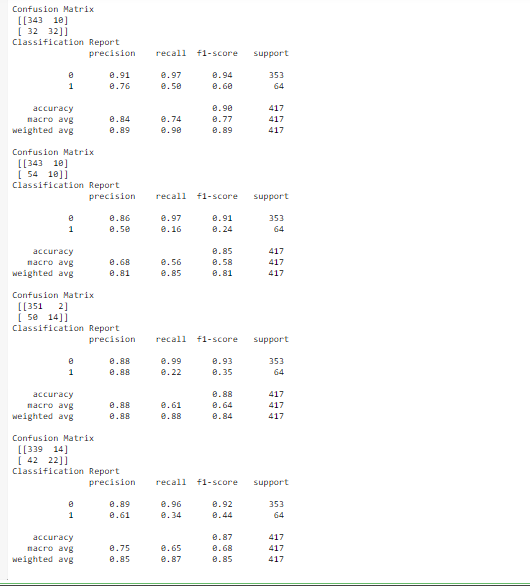 Confusion Matrix
[[343 10]
[ 32 32]]
Classification Report
precision recall f1-score support
0 0.91 0.97 0.94 353
1 0.76 0.50 0.60 64
accuracy 0.90 417
macro avg 0.84 0.74 0.77 417
weighted avg 0.89 0.90 0.89 417
Confusion Matrix
[[343 10]
[ 54 10]]
Classification Report
precision recall f1-score support
0 0.86 0.97 0.91 353
1 0.50 0.16 0.24 64
accuracy 0.85 417
macro avg 0.68 0.56 0.58 417
weighted avg 0.81 0.85 0.81 417
Confusion Matrix
[[351 2]
[ 50 14]]
Classification Report
precision recall f1-score support
0 0.88 0.99 0.93 353
1 0.88 0.22 0.35 64
accuracy 0.88 417
macro avg 0.88 0.61 0.64 417
weighted avg 0.88 0.88 0.84 417
Confusion Matrix
[[339 14]
[ 42 22]]
Classification Report
precision recall f1-score support
0 0.89 0.96 0.92 353
1 0.61 0.34 0.44 64
accuracy 0.87 417
macro avg 0.75 0.65 0.68 417
weighted avg 0.85 0.87 0.85 417